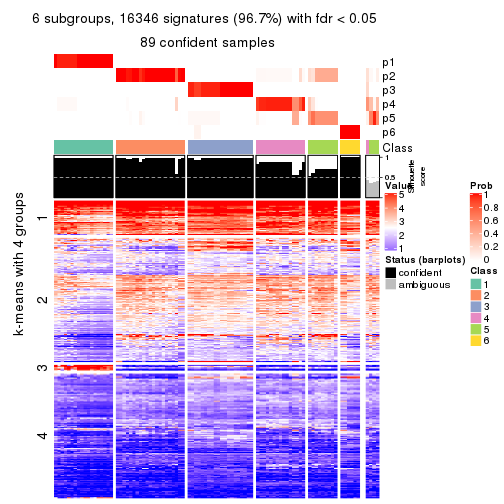 6 subgroups, 16346 signatures (96.7%) with fdr < 0.05
89 confident samples
p1
p2
p3
p4
p5
p6
Class
1
0.5
0
Silhouette
score
k-means with 4 groups
1
2
3
4
Value
5
4
3
2
1
Status (barplots)
confident
ambiguous
Prob
1
0.8
0.6
0.4
0.2
0
Class
1
2
3
4
5
6